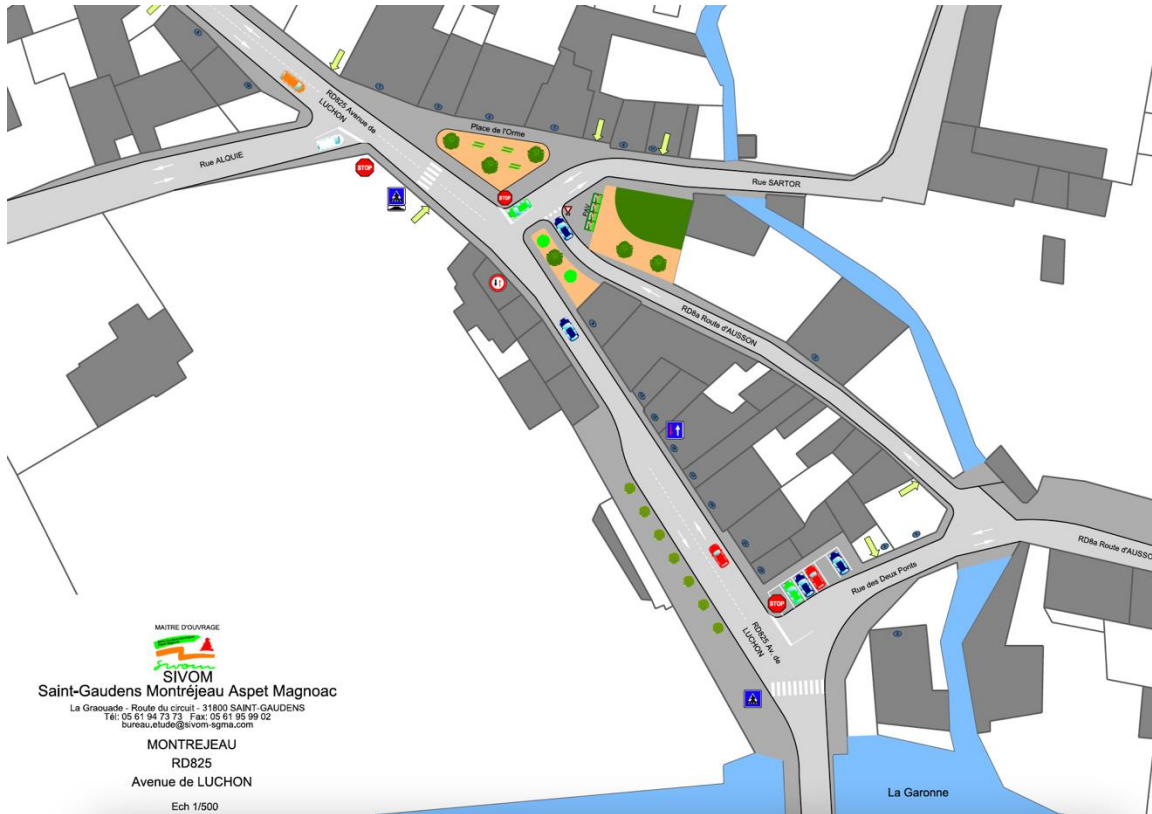 RD825 Avenue de
LUCHON
Place de l'Orme
Rue ALQUIE
STOP
STOP
Rue SARTOR
PAV
RD8a Route d'AUSSON
STOP
Rue des Deux Ponts
RD8a Route d'AUSSO
RD825 Av. de
LUCHON
MAITRE D'OUVRAGE
sivom
SIVOM
Saint-Gaudens Montréjeau Aspet Magnoac
La Graouade - Route du circuit - 31800 SAINT-GAUDENS
Tél: 05 61 94 73 73 Fax: 05 61 95 99 02
bureau.etude@sivom-sgma.com
MONTREJEAU
RD825
Avenue de LUCHON
Ech 1/500
La Garonne